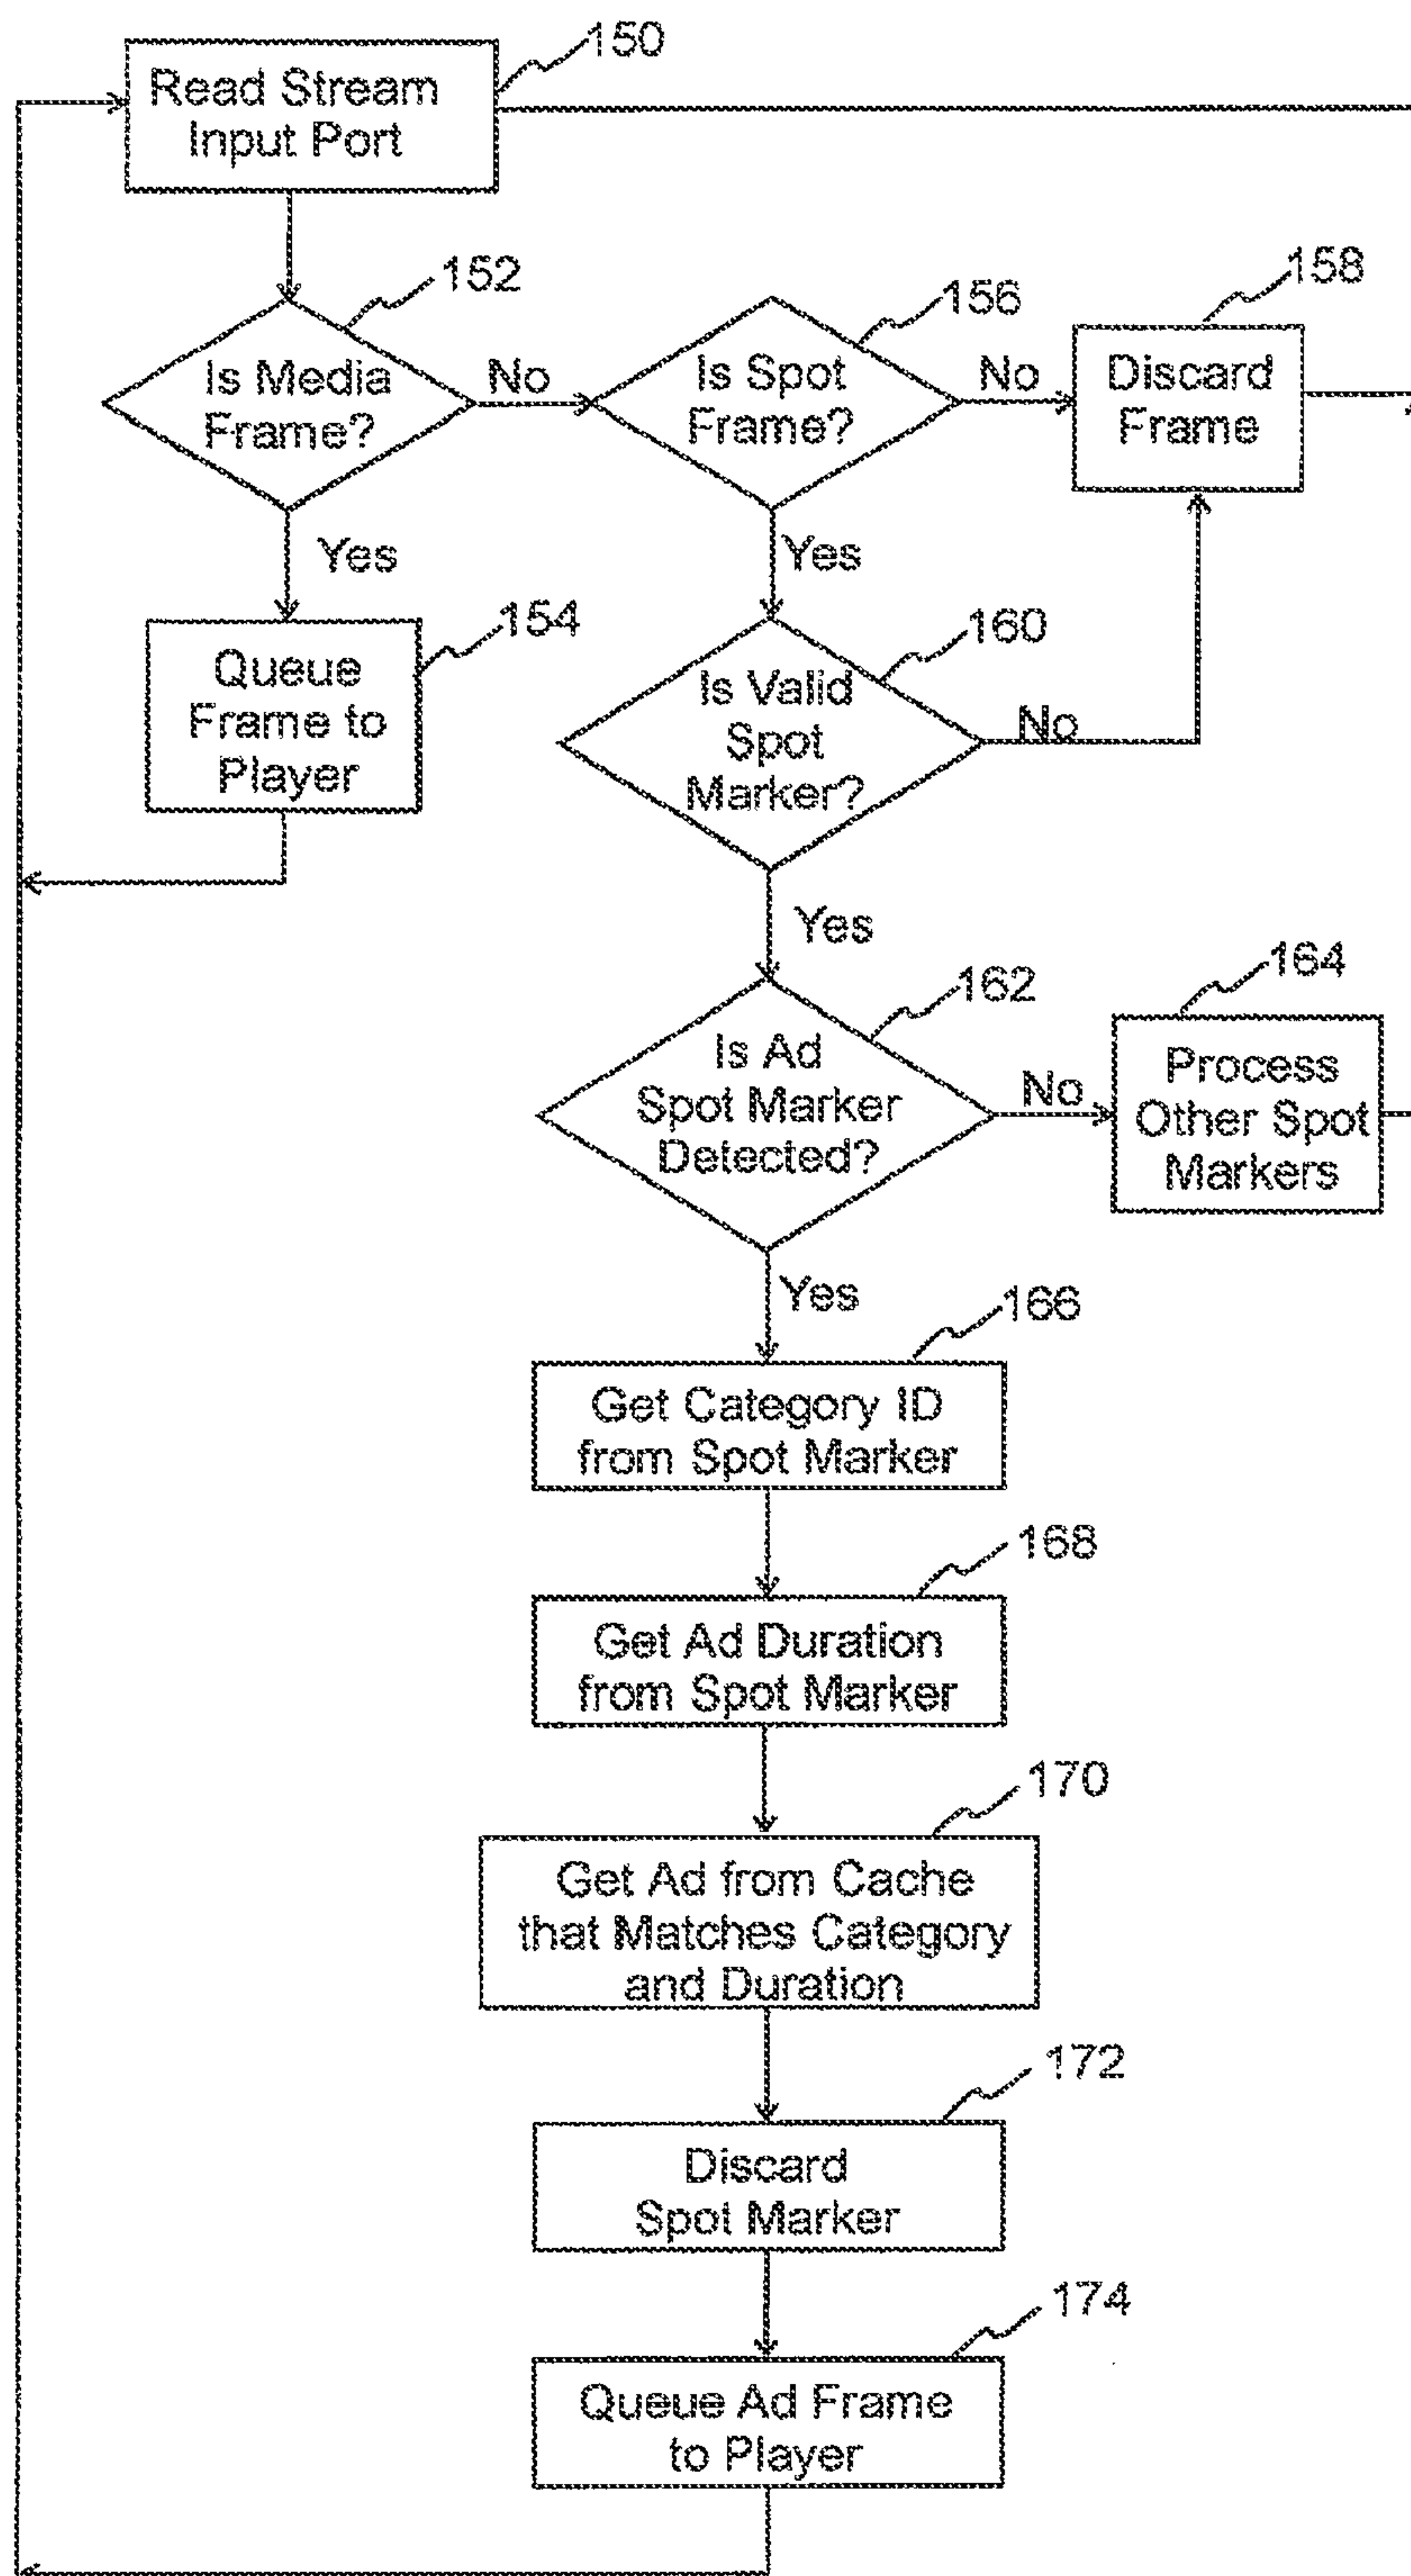 150
Read Stream
Input Port
152
Is Media
Frame?
No
156
Is Spot
Frame?
No
158
Discard
Frame
Yes
Yes
154
Queue
Frame to
Player
160
Is Valid
Spot
Marker?
No
Yes
162
Is Ad
Spot Marker
Detected?
No
164
Process
Other Spot
Markers
Yes
166
Get Category ID
from Spot Marker
168
Get Ad Duration
from Spot Marker
170
Get Ad from Cache
that Matches Category
and Duration
172
Discard
Spot Marker
174
Queue Ad Frame
to Player